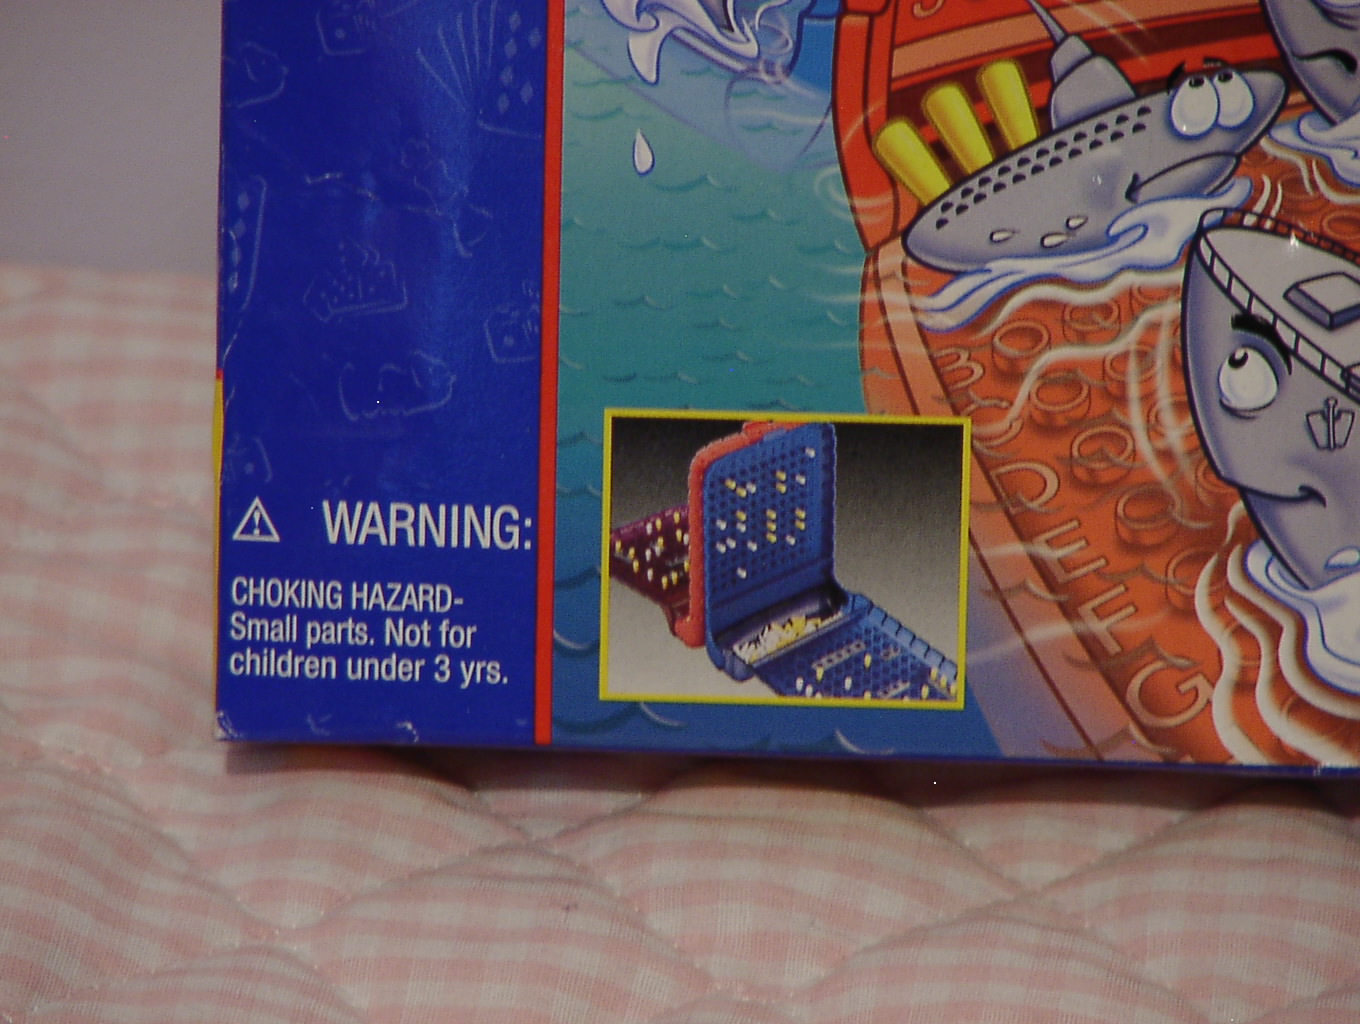 WARNING:
CHOKING HAZARD-
Small parts. Not for
children under 3 yrs.
B
C
D
E
F
G